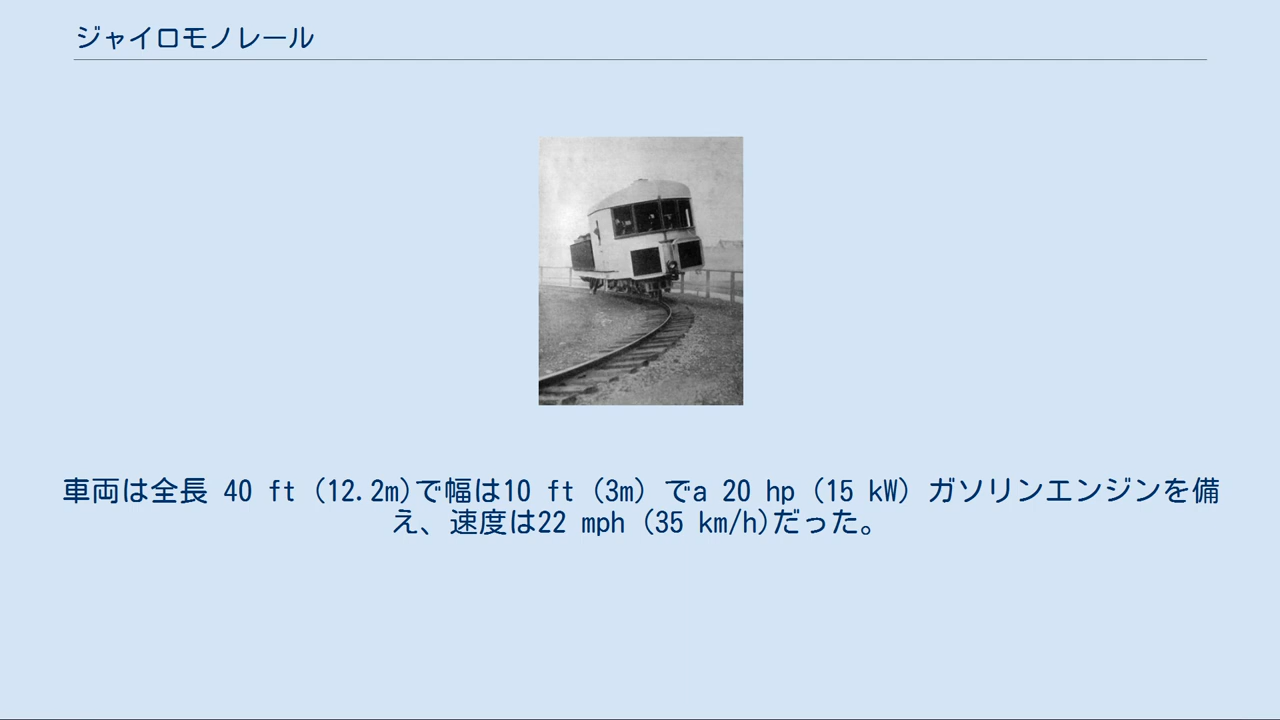 ジャイロモノレール
車両は全長 40 ft (12.2m)で幅は10 ft (3m) でa 20 hp (15 kW) ガソリンエンジンを備
え、速度は22 mph (35 km/h)だった。